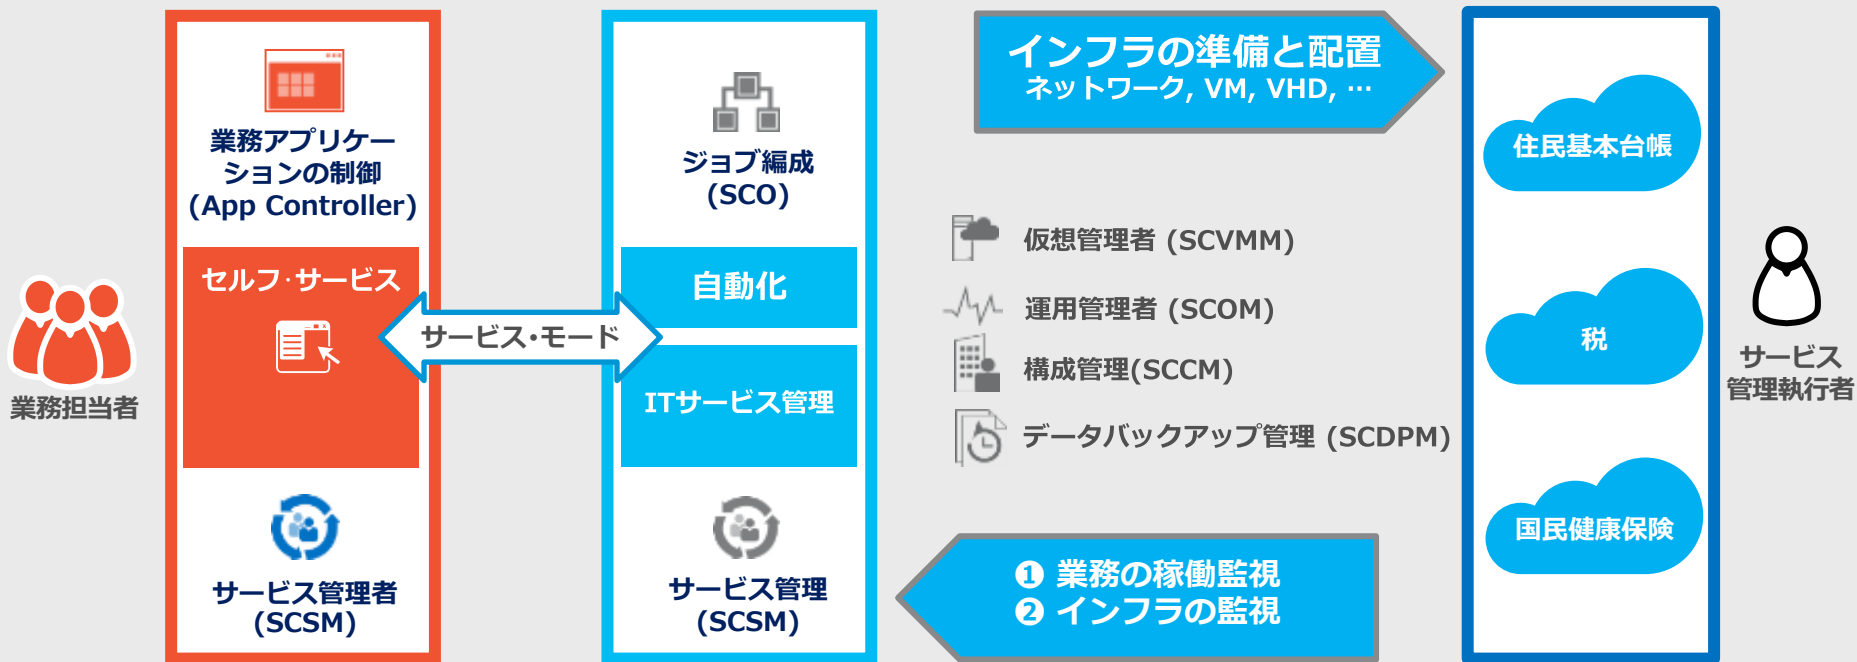 業務担当者
業務アプリケー
ションの制御
(App Controller)
セルフ・サービス
サービス管理者
(SCSM)
サービス・モード
ジョブ編成
(SCO)
自動化
ITサービス管理
サービス管理
(SCSM)
インフラの準備と配置
ネットワーク, VM, VHD, …
仮想管理者 (SCVMM)
運用管理者 (SCOM)
構成管理(SCCM)
データバックアップ管理 (SCDPM)
❶ 業務の稼働監視
❷ インフラの監視
住民基本台帳
税
国民健康保険
サービス
管理執行者